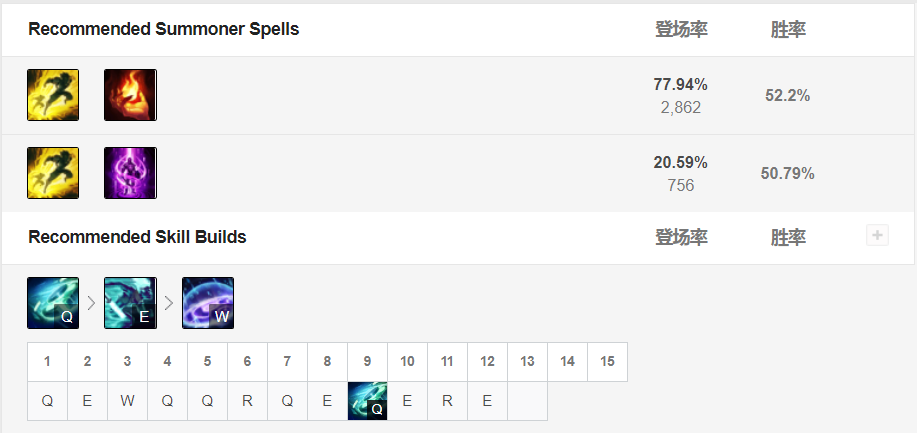 Recommended Summoner Spells 登场率 胜率
77.94%
2,862
52.2%
20.59%
756
50.79%
Recommended Skill Builds 登场率 胜率 +
Q > E > W
1 2 3 4 5 6 7 8 9 10 11 12 13 14 15
Q E W Q Q R Q E Q E R E